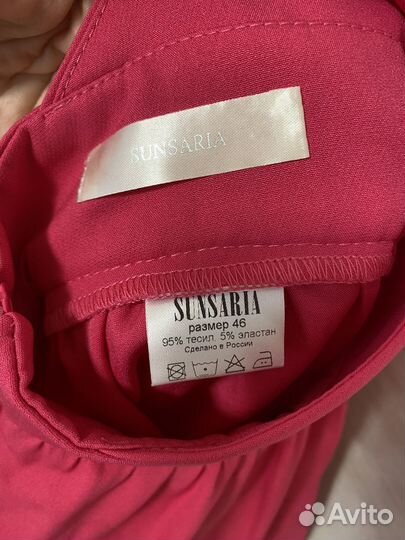 SUNSARIA
SUNSARIA
размер 46
95% тесил. 5% эластан
Сделано в России
Avito